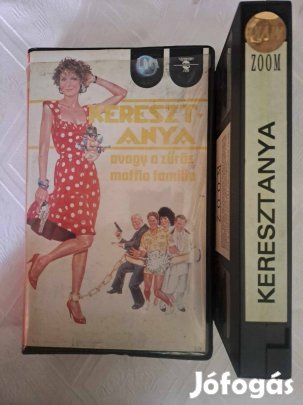 KERESZT-
ANYA
avagy a zűrös
maffia família
ZOOM
KERESZTANYA
Jófogás